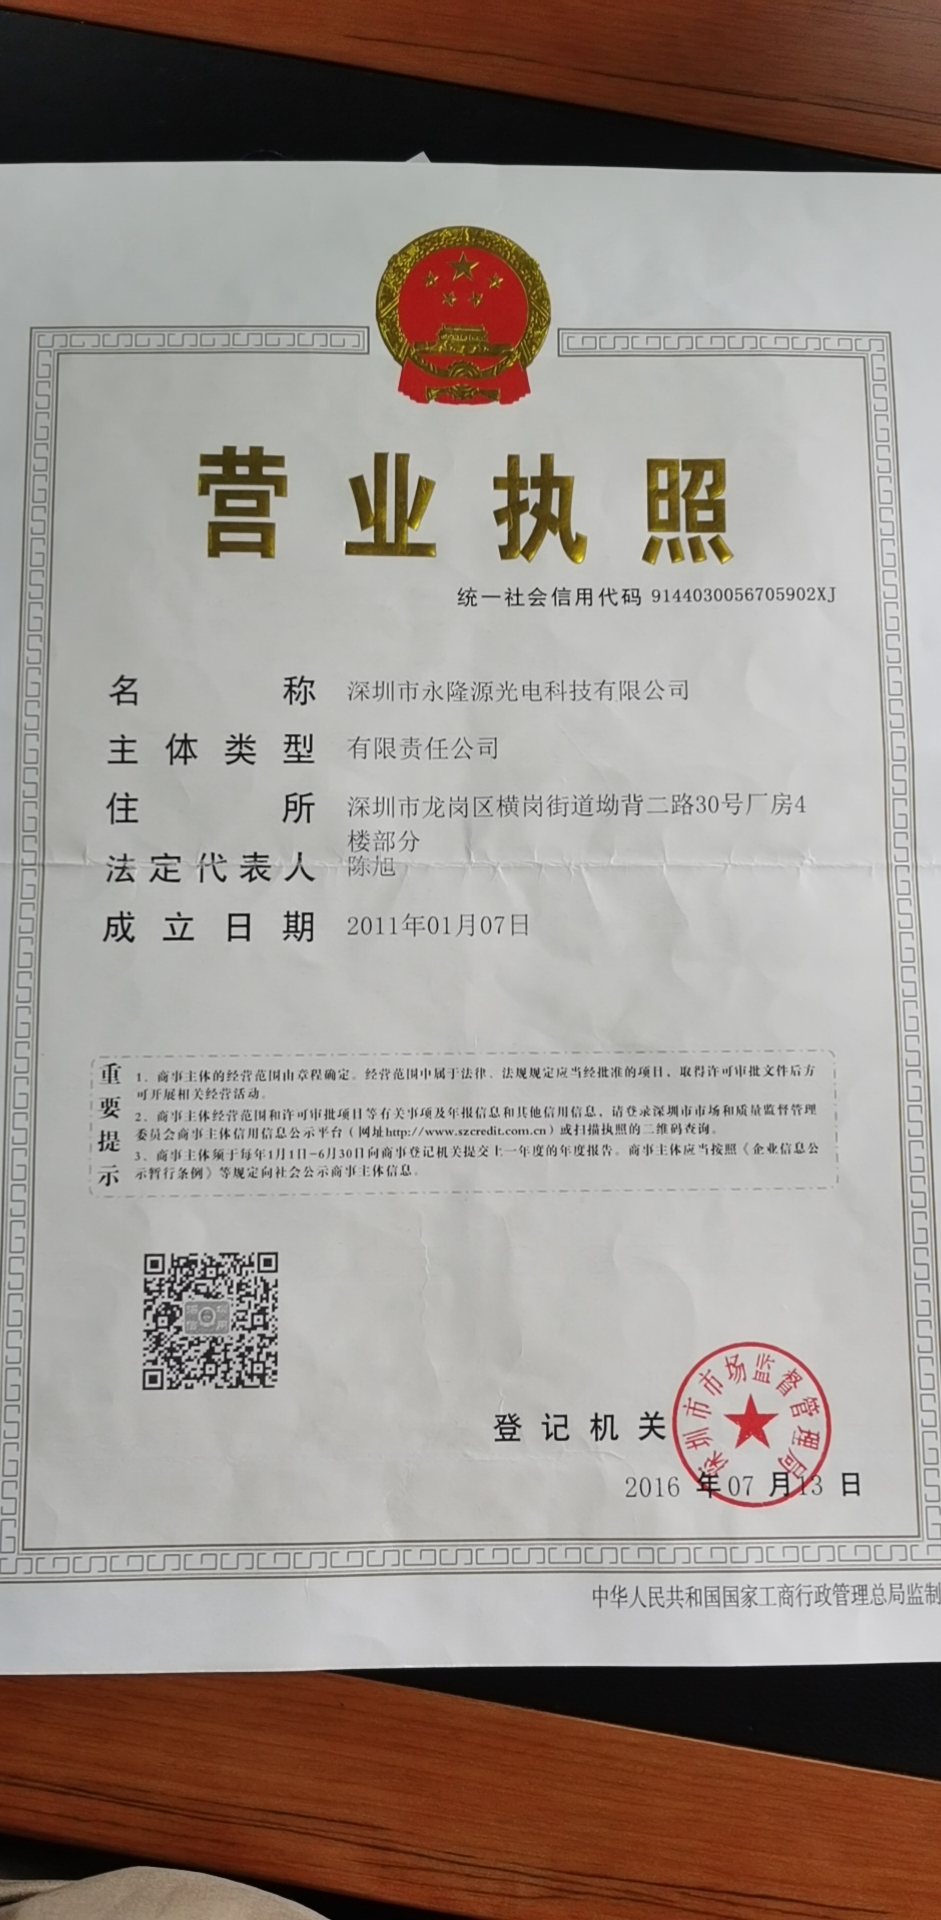 营业执照
统一社会信用代码 9144030056705902XJ
名称 深圳市永隆源光电科技有限公司
主体类型 有限责任公司
住所 深圳市龙岗区横岗街道坳背二路30号厂房4
楼部分
法定代表人 陈旭
成立日期 2011年01月07日
重要提示
1、商事主体的经营范围由章程确定。经营范围中属于法律、法规规定应当经批准的项目，取得许可审批文件后方
可开展相关经营活动。
2、商事主体经营范围和许可审批项目等有关事项及年报信息和其他信用信息，请登录深圳市市场和质量监督管理
委员会商事主体信用信息公示平台（网址http://www.szcredit.com.cn）或扫描执照的二维码查询。
3、商事主体须于每年1月1日-6月30日向商事登记机关提交上一年度的年度报告。商事主体应当按照《企业信息公
示暂行条例》等规定向社会公示商事主体信息。
深圳
信用
登记机关
深圳市市场监督管理局
2016 年 07 月 13 日
中华人民共和国国家工商行政管理总局监制